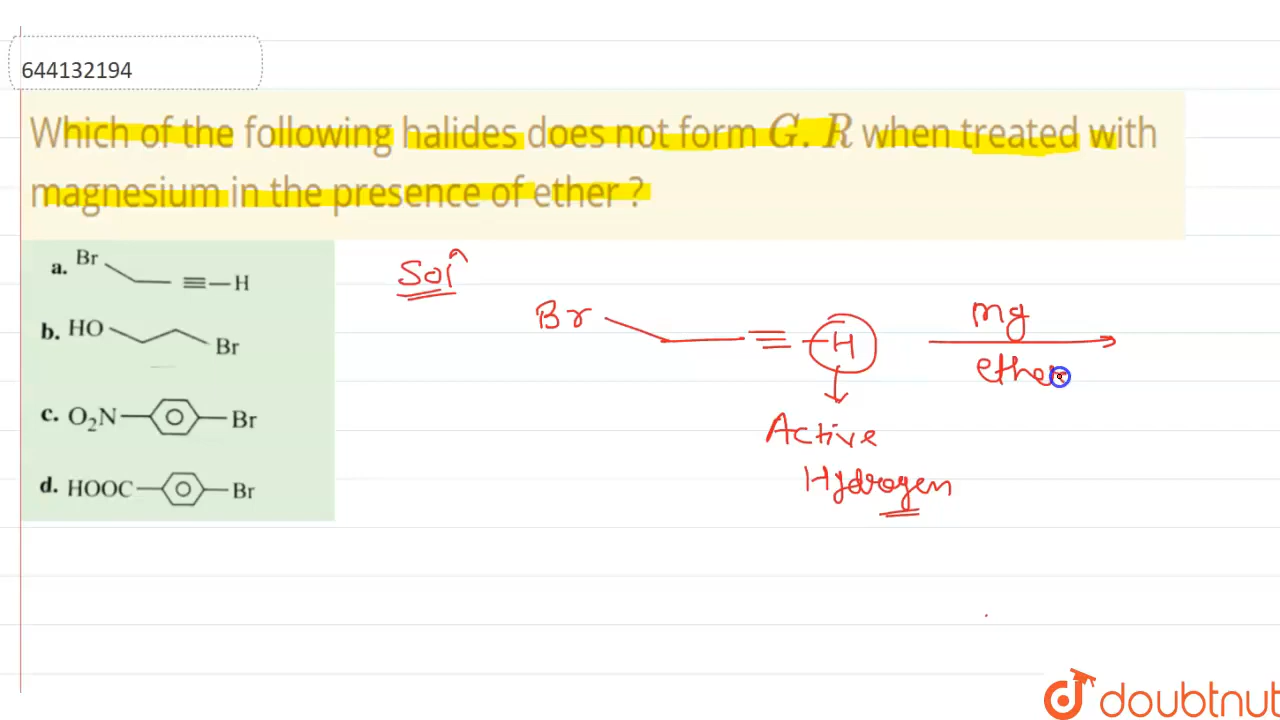 644132194
Which of the following halides does not form G. R when treated with
magnesium in the presence of ether ?
a. Br ≡—H
b. HO Br
c. O₂N Br
d. HOOC Br
Solⁿ
Br ≡ —H
mg
ether
Active
Hydrogen
doubtnut